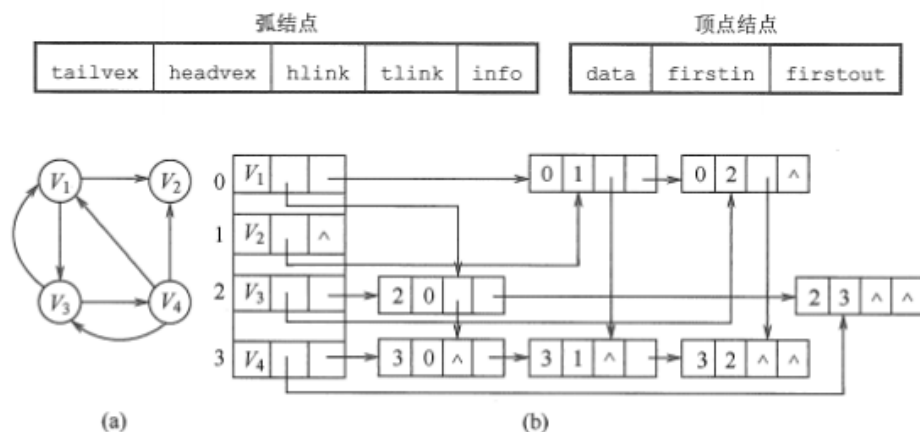 弧结点 顶点结点
tailvex headvex hlink tlink info data firstin firstout
V1 V2 0 V1 0 1 0 2 ^
1 V2 ^
V3 V4 2 V3 2 0 2 3 ^ ^
3 V4 3 0 ^ 3 1 ^ 3 2 ^ ^
(a) (b)